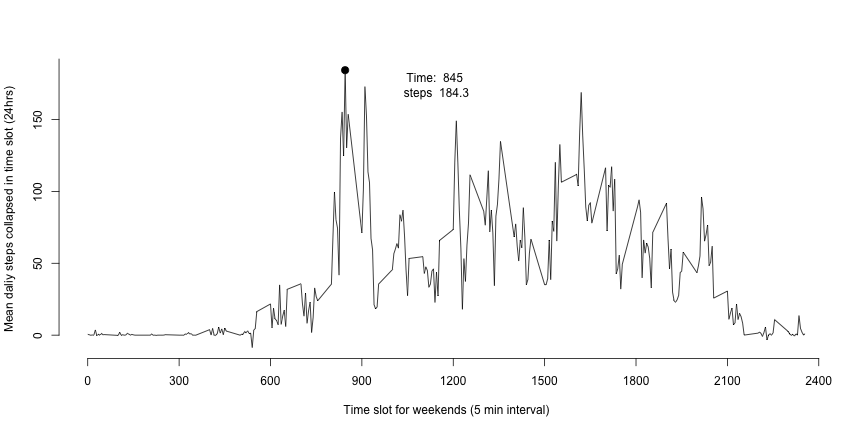 Time: 845
steps 184.3
Mean daliy steps collapsed in time slot (24hrs)
150
100
50
0
0 300 600 900 1200 1500 1800 2100 2400
Time slot for weekends (5 min interval)